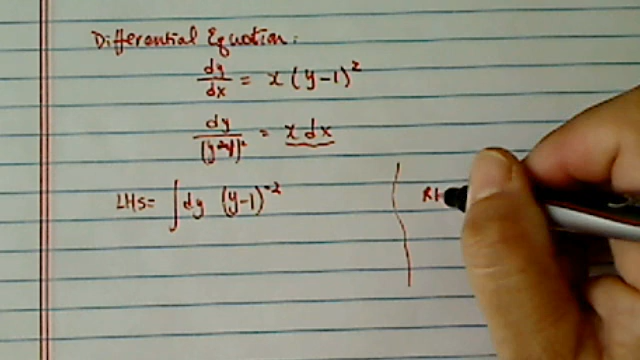 Differential Equation:
dy/dx = x (y-1)²
dy/(y-1)² = x dx
LHS = ∫ dy (y-1)⁻²
RH